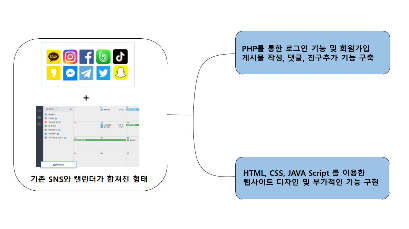 +
기존 SNS와 캘린더가 합쳐진 형태
PHP를 통한 로그인 기능 및 회원가입
게시물 작성, 댓글, 친구추가 기능 구축
HTML, CSS, JAVA Script 를 이용한
웹사이트 디자인 및 부가적인 기능 구현